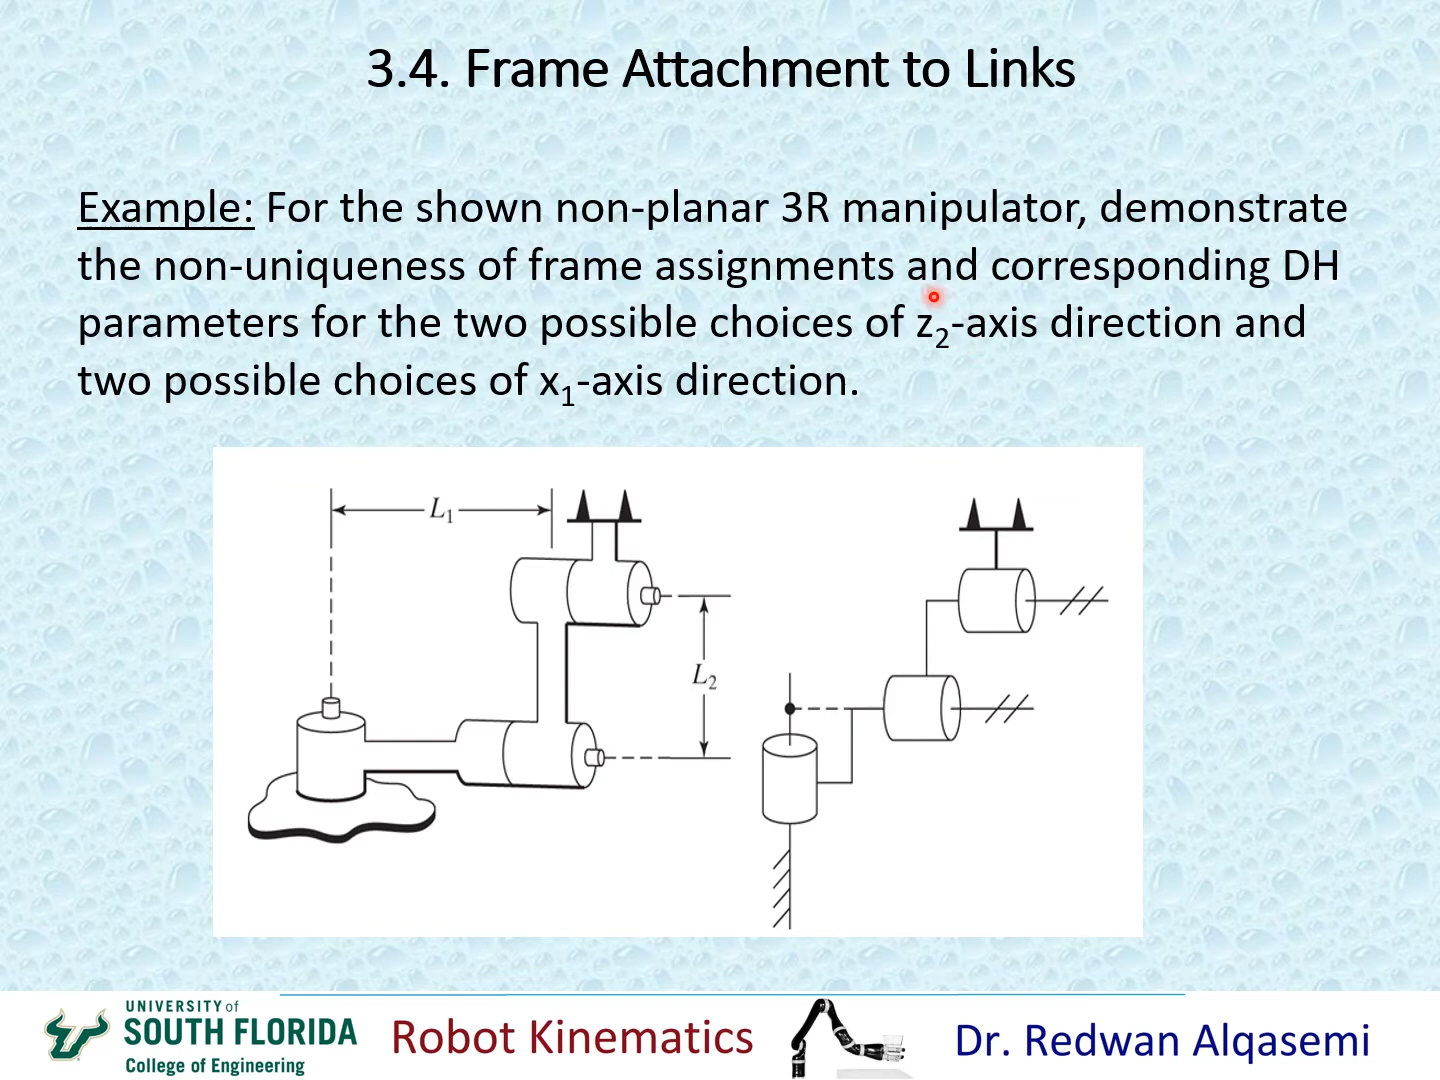 3.4. Frame Attachment to Links
Example: For the shown non-planar 3R manipulator, demonstrate
the non-uniqueness of frame assignments and corresponding DH
parameters for the two possible choices of z₂-axis direction and
two possible choices of x₁-axis direction.
L₁
L₂
UNIVERSITY of
SOUTH FLORIDA
College of Engineering
Robot Kinematics
Dr. Redwan Alqasemi